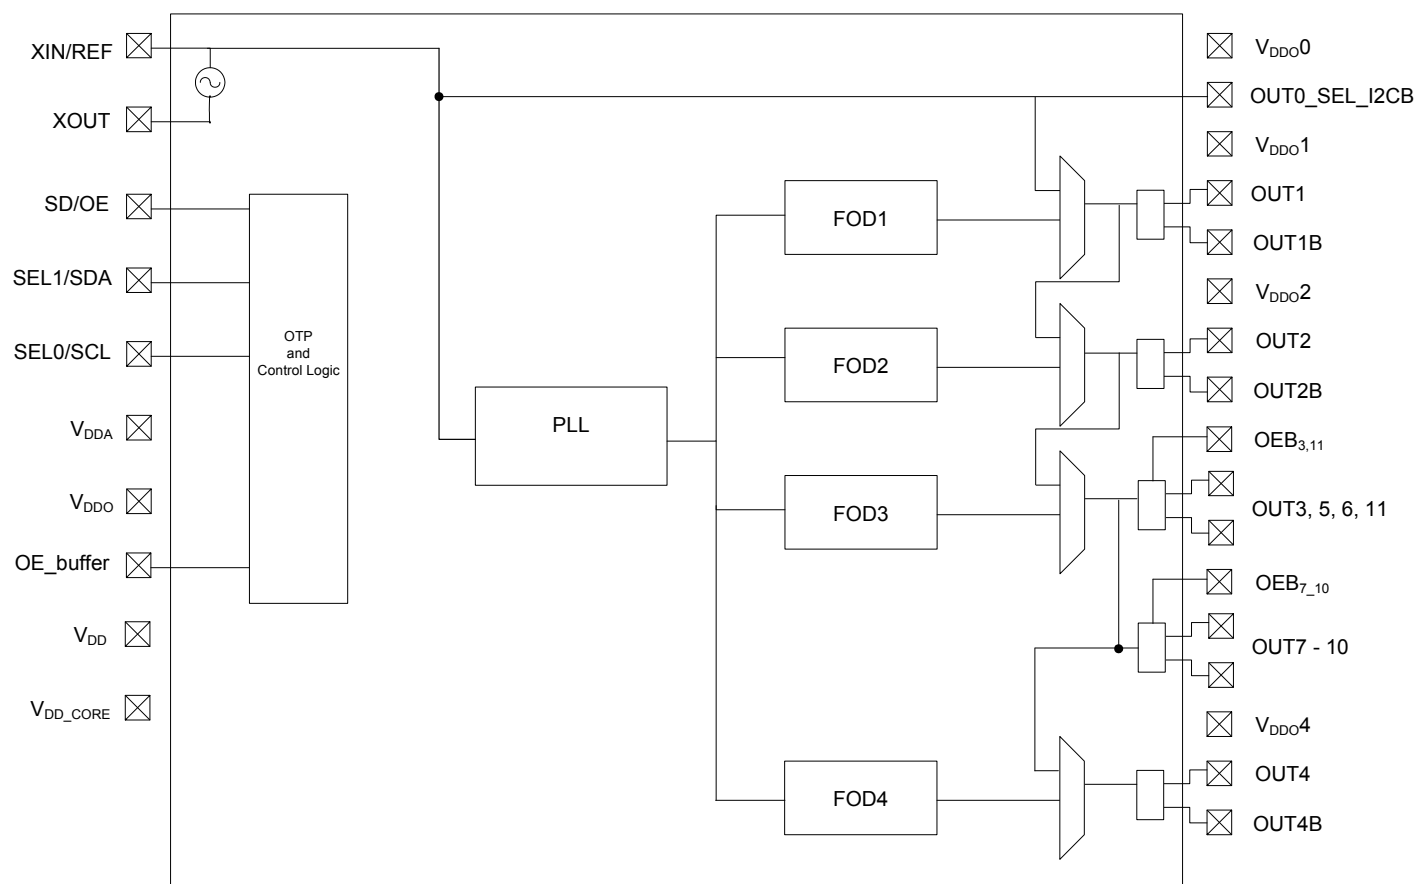 XIN/REF
XOUT
SD/OE
SEL1/SDA
SEL0/SCL
VDDA
VDDO
OE_buffer
VDD
VDD_CORE
OTP
and
Control Logic
PLL
FOD1
FOD2
FOD3
FOD4
VDDO0
OUT0_SEL_I2CB
VDDO1
OUT1
OUT1B
VDDO2
OUT2
OUT2B
OEB3,11
OUT3, 5, 6, 11
OEB7_10
OUT7 - 10
VDDO4
OUT4
OUT4B